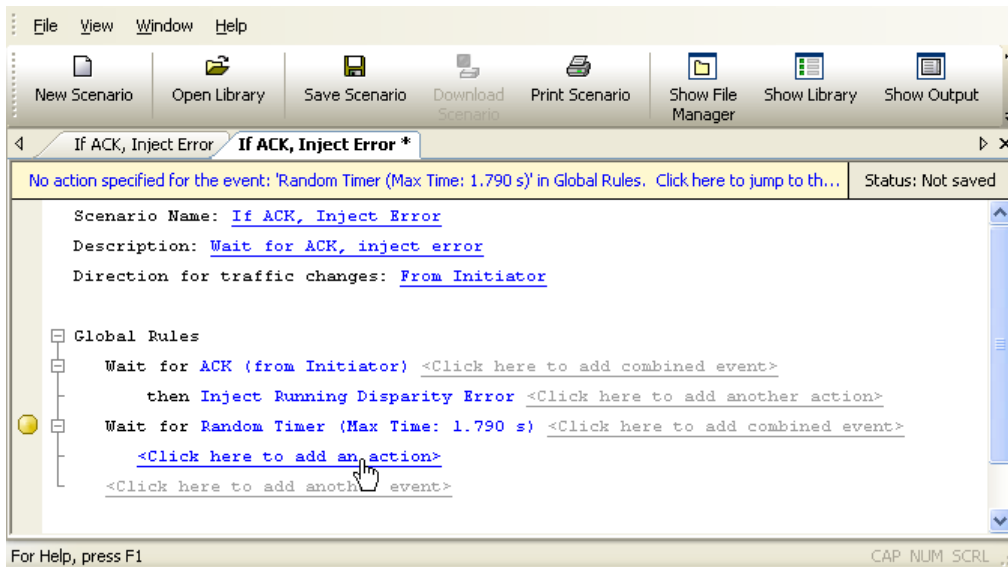 File View Window Help
New Scenario Open Library Save Scenario Download Scenario Print Scenario Show File Manager Show Library Show Output
If ACK, Inject Error If ACK, Inject Error *
No action specified for the event: 'Random Timer (Max Time: 1.790 s)' in Global Rules. Click here to jump to th... Status: Not saved
Scenario Name: If ACK, Inject Error
Description: Wait for ACK, inject error
Direction for traffic changes: From Initiator
Global Rules
Wait for ACK (from Initiator) <Click here to add combined event>
then Inject Running Disparity Error <Click here to add another action>
Wait for Random Timer (Max Time: 1.790 s) <Click here to add combined event>
<Click here to add an action>
<Click here to add another event>
For Help, press F1 CAP NUM SCRL